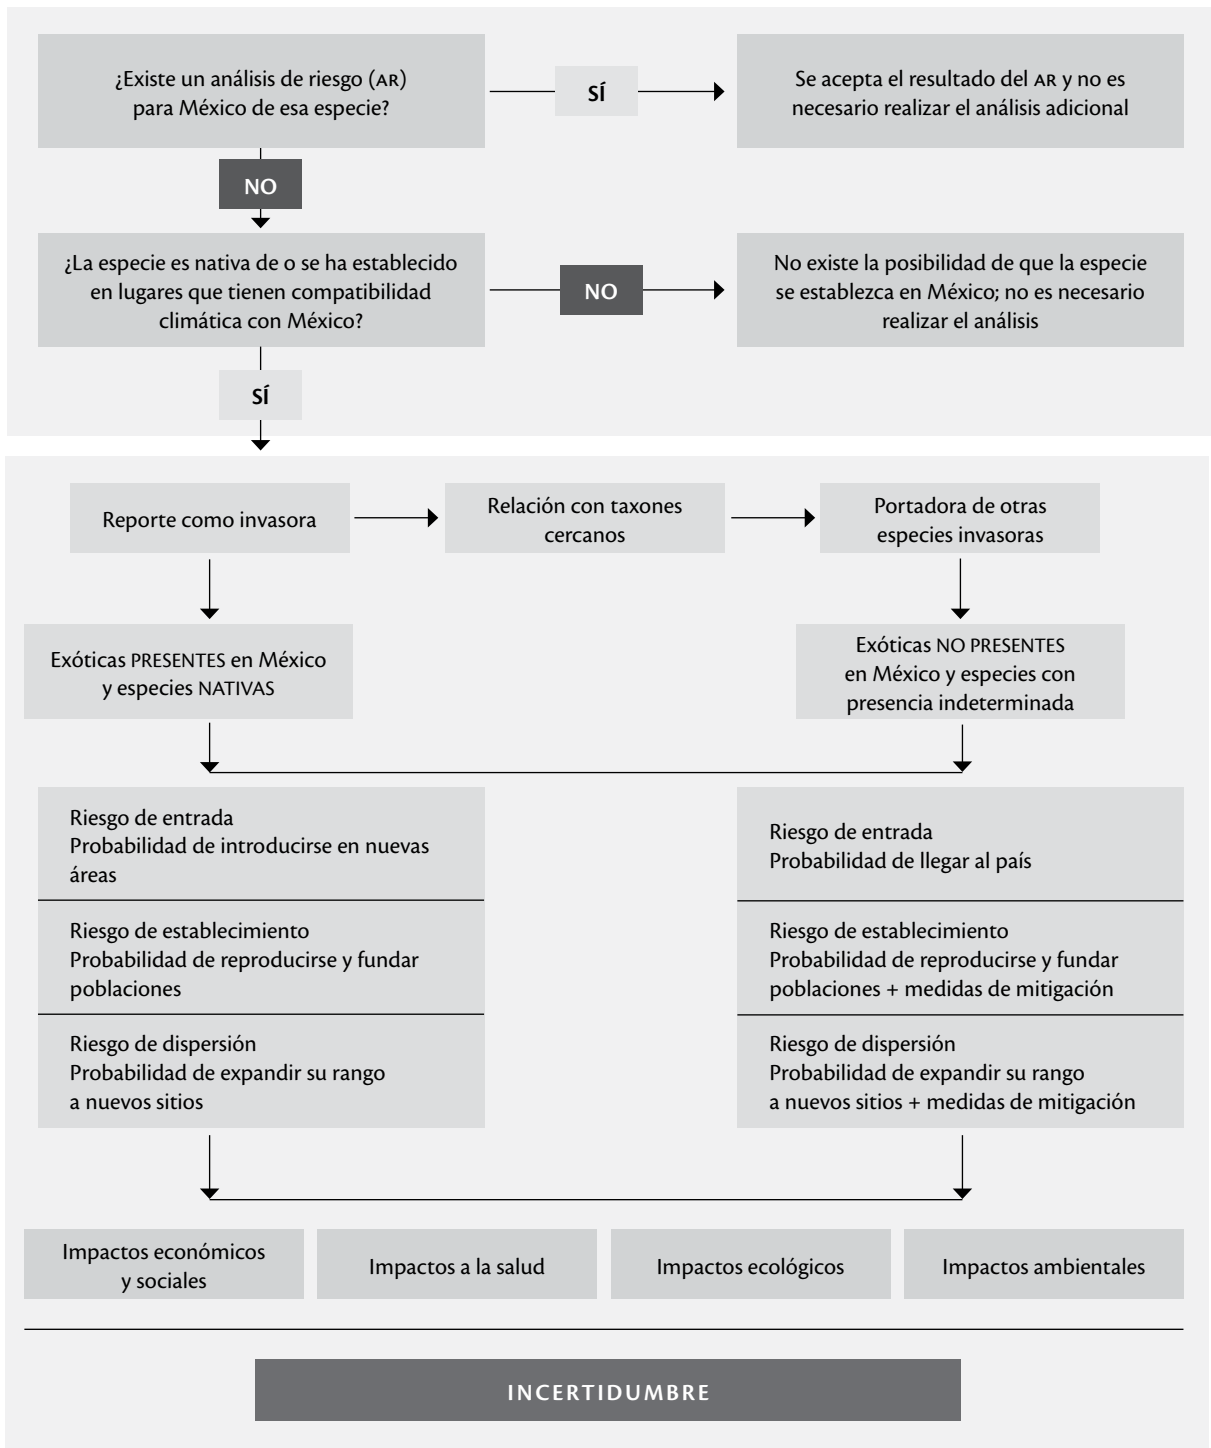 ¿Existe un análisis de riesgo (AR)
para México de esa especie?
SÍ
Se acepta el resultado del AR y no es
necesario realizar el análisis adicional
NO
¿La especie es nativa de o se ha establecido
en lugares que tienen compatibilidad
climática con México?
NO
No existe la posibilidad de que la especie
se establezca en México; no es necesario
realizar el análisis
SÍ
Reporte como invasora
Relación con taxones
cercanos
Portadora de otras
especies invasoras
Exóticas PRESENTES en México
y especies NATIVAS
Exóticas NO PRESENTES
en México y especies con
presencia indeterminada
Riesgo de entrada
Probabilidad de introducirse en nuevas
áreas
Riesgo de establecimiento
Probabilidad de reproducirse y fundar
poblaciones
Riesgo de dispersión
Probabilidad de expandir su rango
a nuevos sitios
Riesgo de entrada
Probabilidad de llegar al país
Riesgo de establecimiento
Probabilidad de reproducirse y fundar
poblaciones + medidas de mitigación
Riesgo de dispersión
Probabilidad de expandir su rango
a nuevos sitios + medidas de mitigación
Impactos económicos
y sociales
Impactos a la salud
Impactos ecológicos
Impactos ambientales
INCERTIDUMBRE